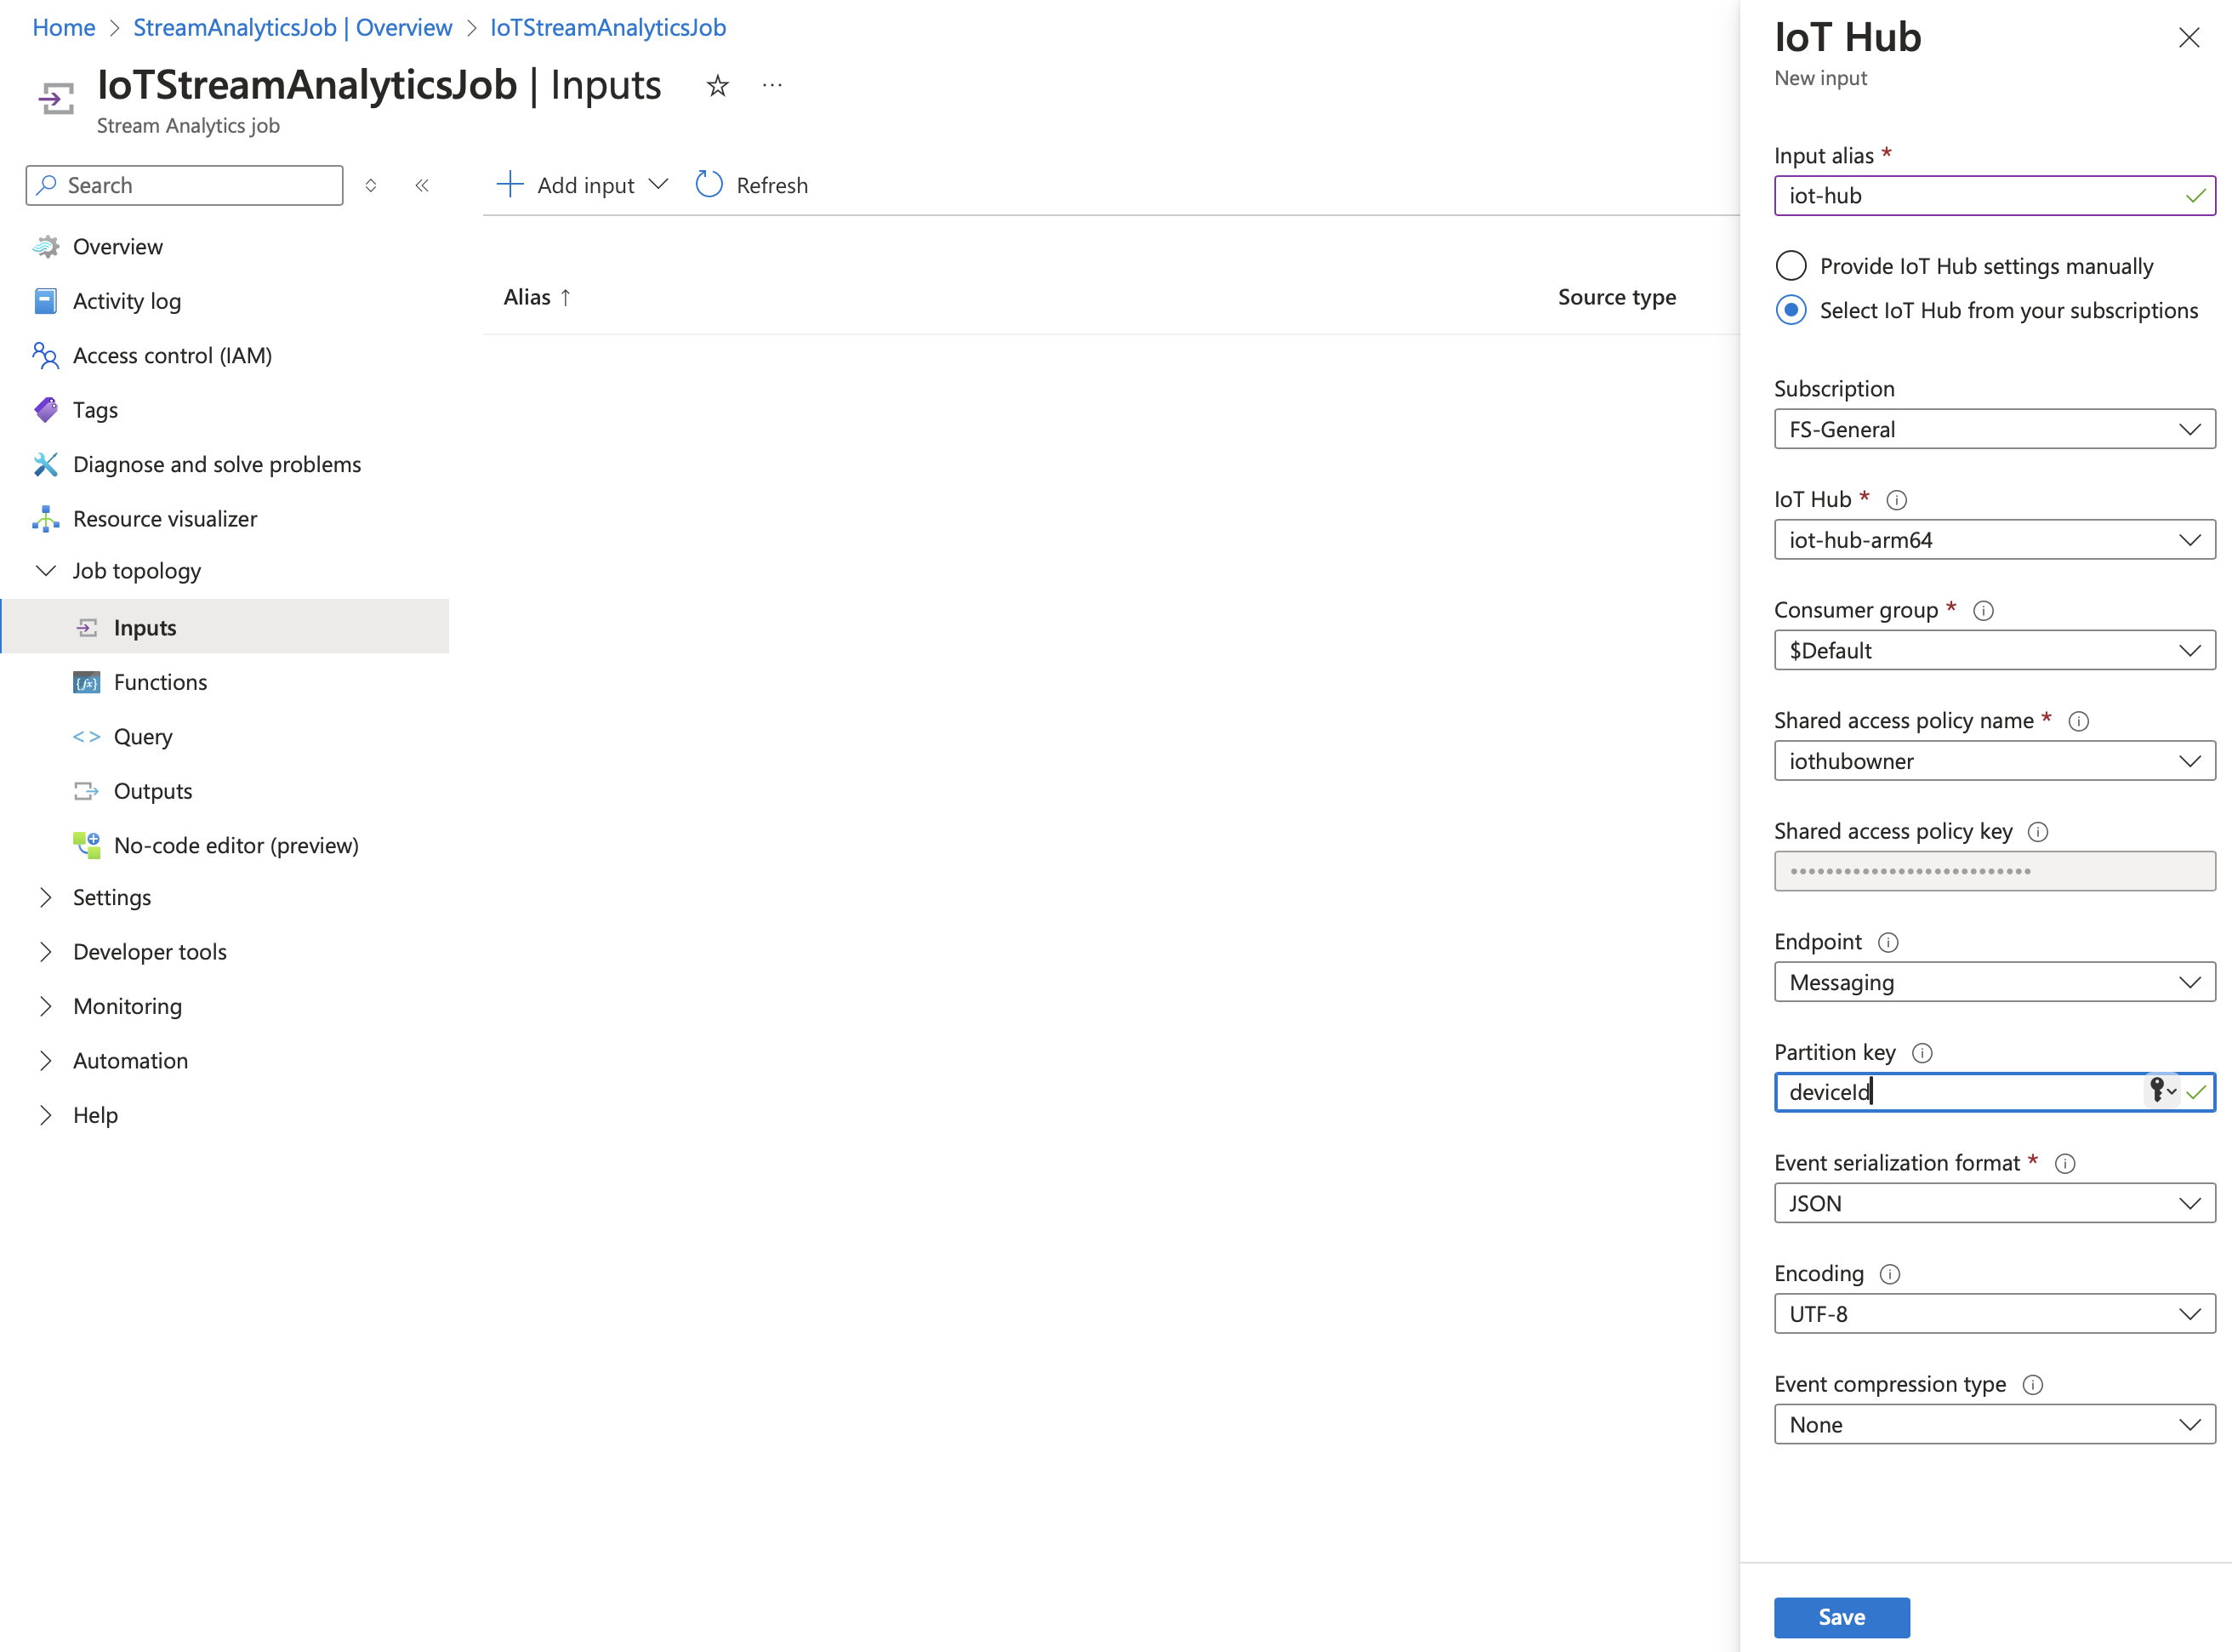 Home > StreamAnalyticsJob | Overview > IoTStreamAnalyticsJob
IoTStreamAnalyticsJob | Inputs
Stream Analytics job
Search
Overview
Activity log
Access control (IAM)
Tags
Diagnose and solve problems
Resource visualizer
Job topology
Inputs
Functions
Query
Outputs
No-code editor (preview)
Settings
Developer tools
Monitoring
Automation
Help
Add input
Refresh
Alias ↑
Source type
IoT Hub
New input
Input alias *
iot-hub
Provide IoT Hub settings manually
Select IoT Hub from your subscriptions
Subscription
FS-General
IoT Hub *
iot-hub-arm64
Consumer group *
$Default
Shared access policy name *
iothubowner
Shared access policy key
•••••••••••••••••••••••••••
Endpoint
Messaging
Partition key
deviceId
Event serialization format *
JSON
Encoding
UTF-8
Event compression type
None
Save